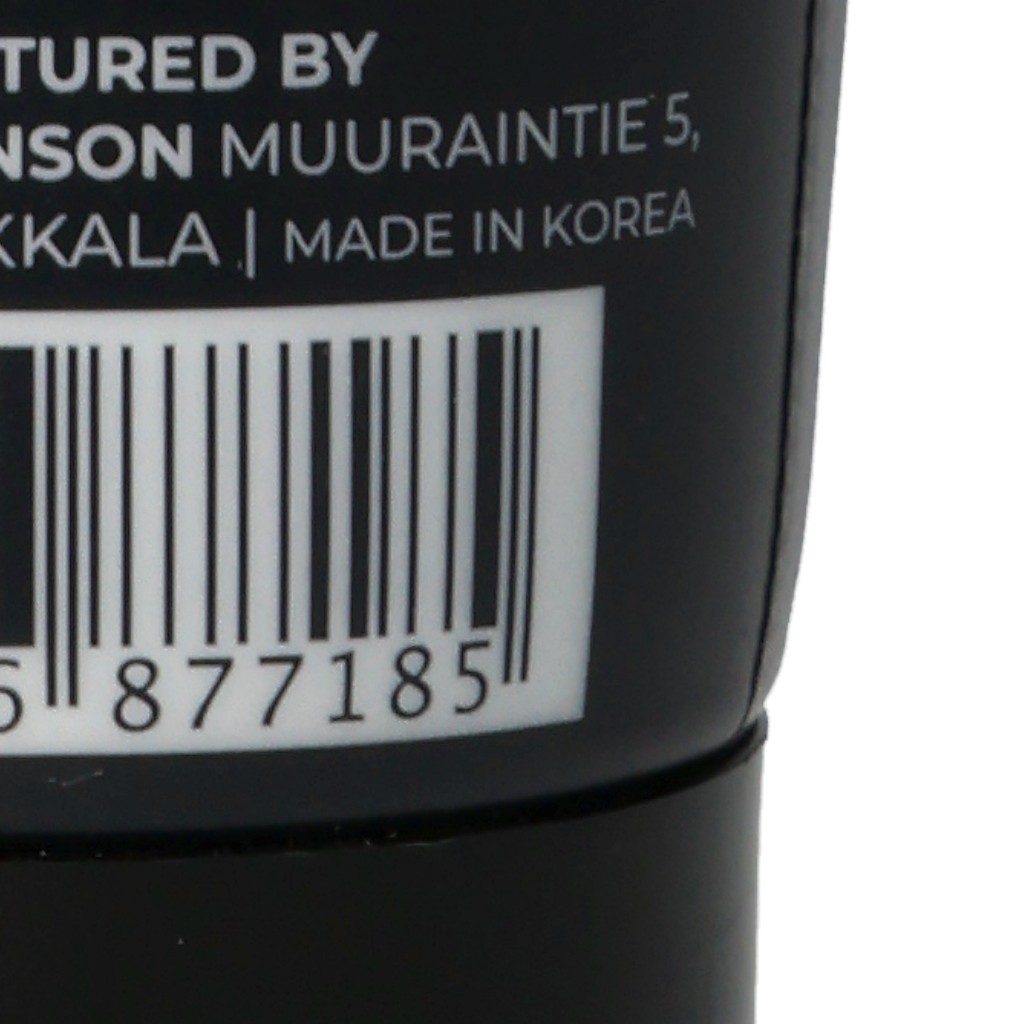 TURED BY
NSON MUURAINTIE 5,
KKALA | MADE IN KOREA
6 877185